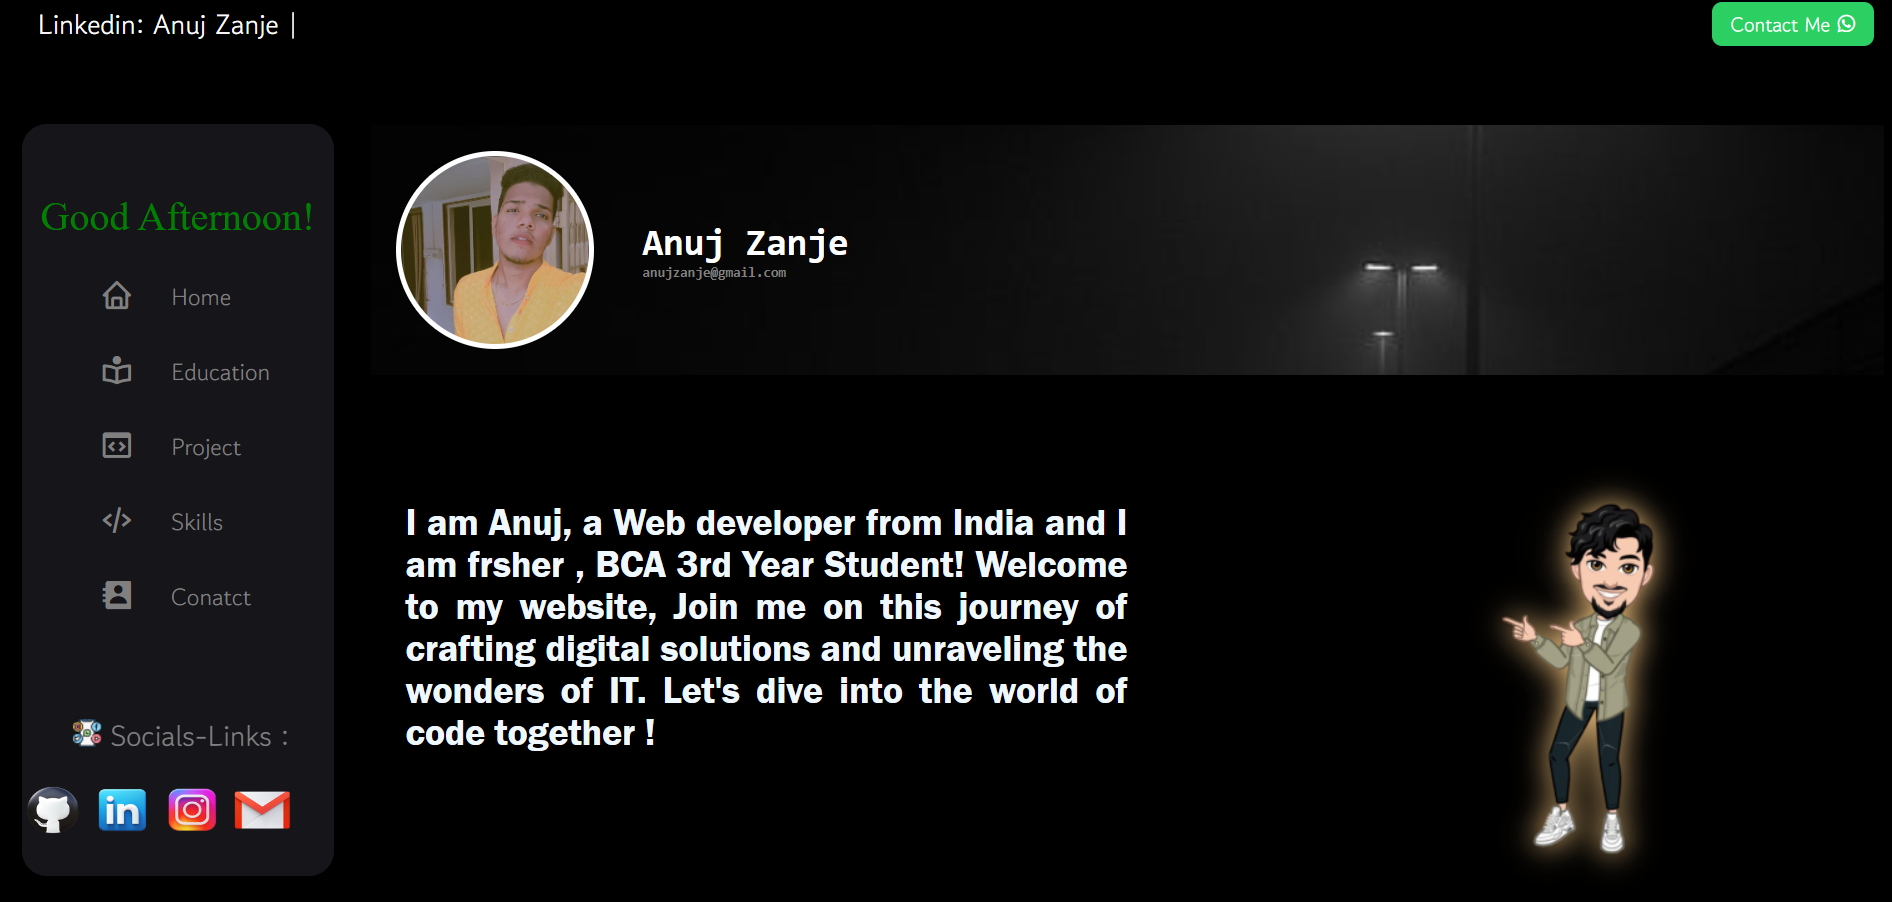 Linkedin: Anuj Zanje |
Contact Me
Good Afternoon!
Home
Education
Project
Skills
Conatct
Socials-Links :
in
Anuj Zanje
anujzanje@gmail.com
I am Anuj, a Web developer from India and I
am frsher , BCA 3rd Year Student! Welcome
to my website, Join me on this journey of
crafting digital solutions and unraveling the
wonders of IT. Let's dive into the world of
code together !